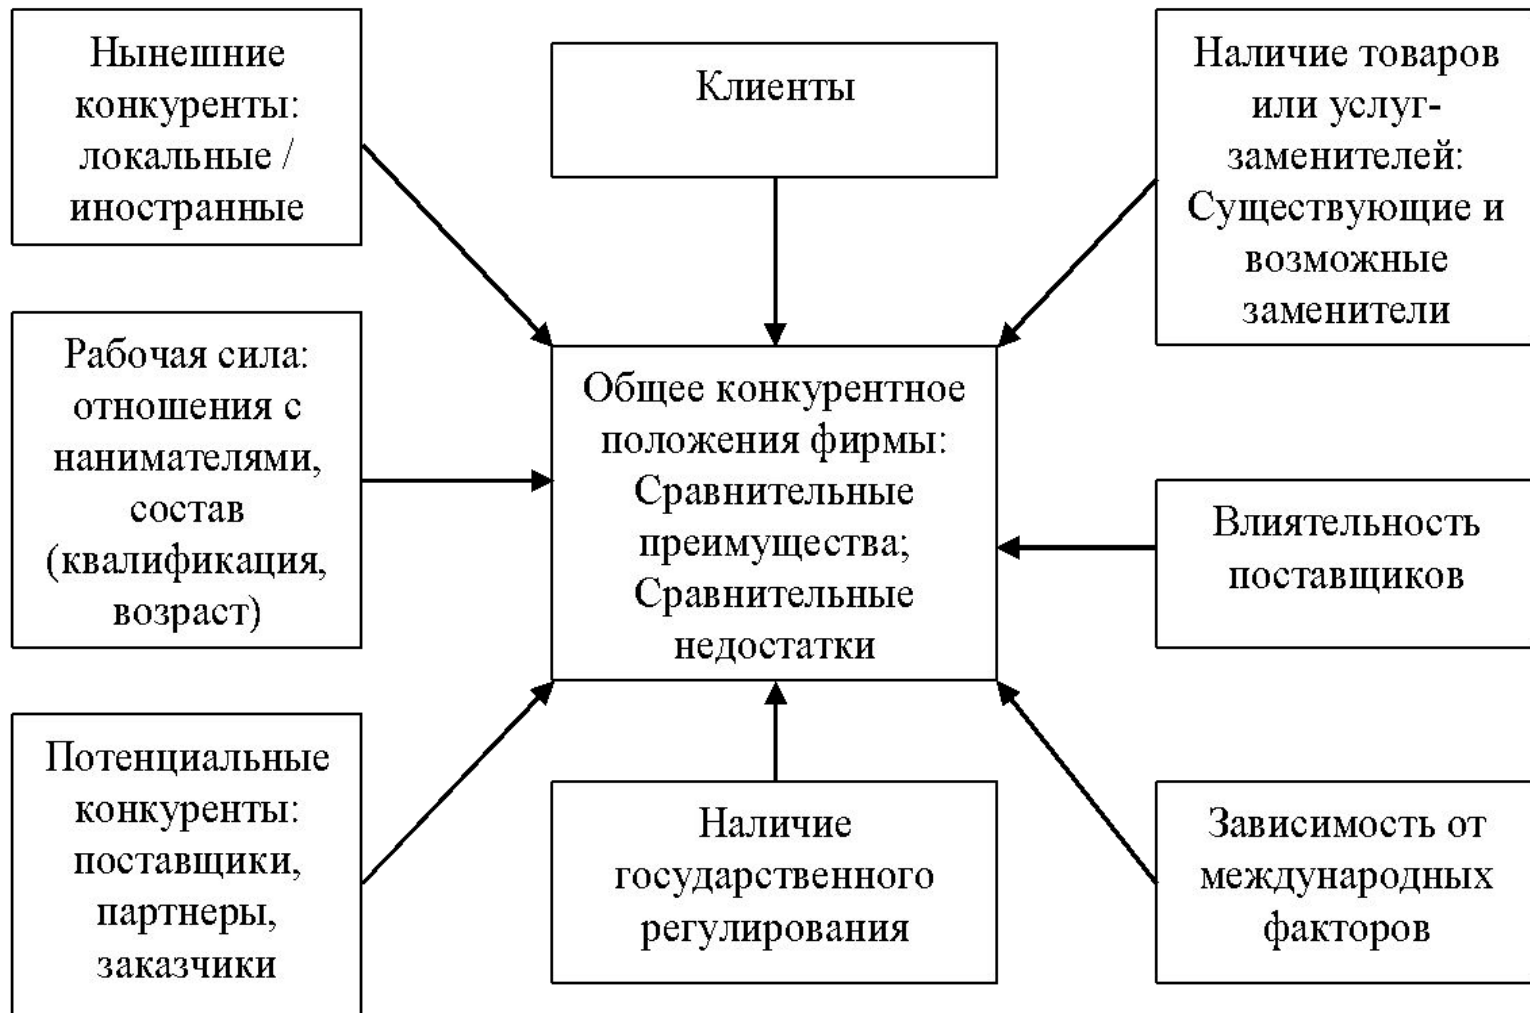 Нынешние
конкуренты:
локальные /
иностранные
Клиенты
Наличие товаров
или услуг-
заменителей:
Существующие и
возможные
заменители
Рабочая сила:
отношения с
нанимателями,
состав
(квалификация,
возраст)
Общее конкурентное
положения фирмы:
Сравнительные
преимущества;
Сравнительные
недостатки
Влиятельность
поставщиков
Потенциальные
конкуренты:
поставщики,
партнеры,
заказчики
Наличие
государственного
регулирования
Зависимость от
международных
факторов